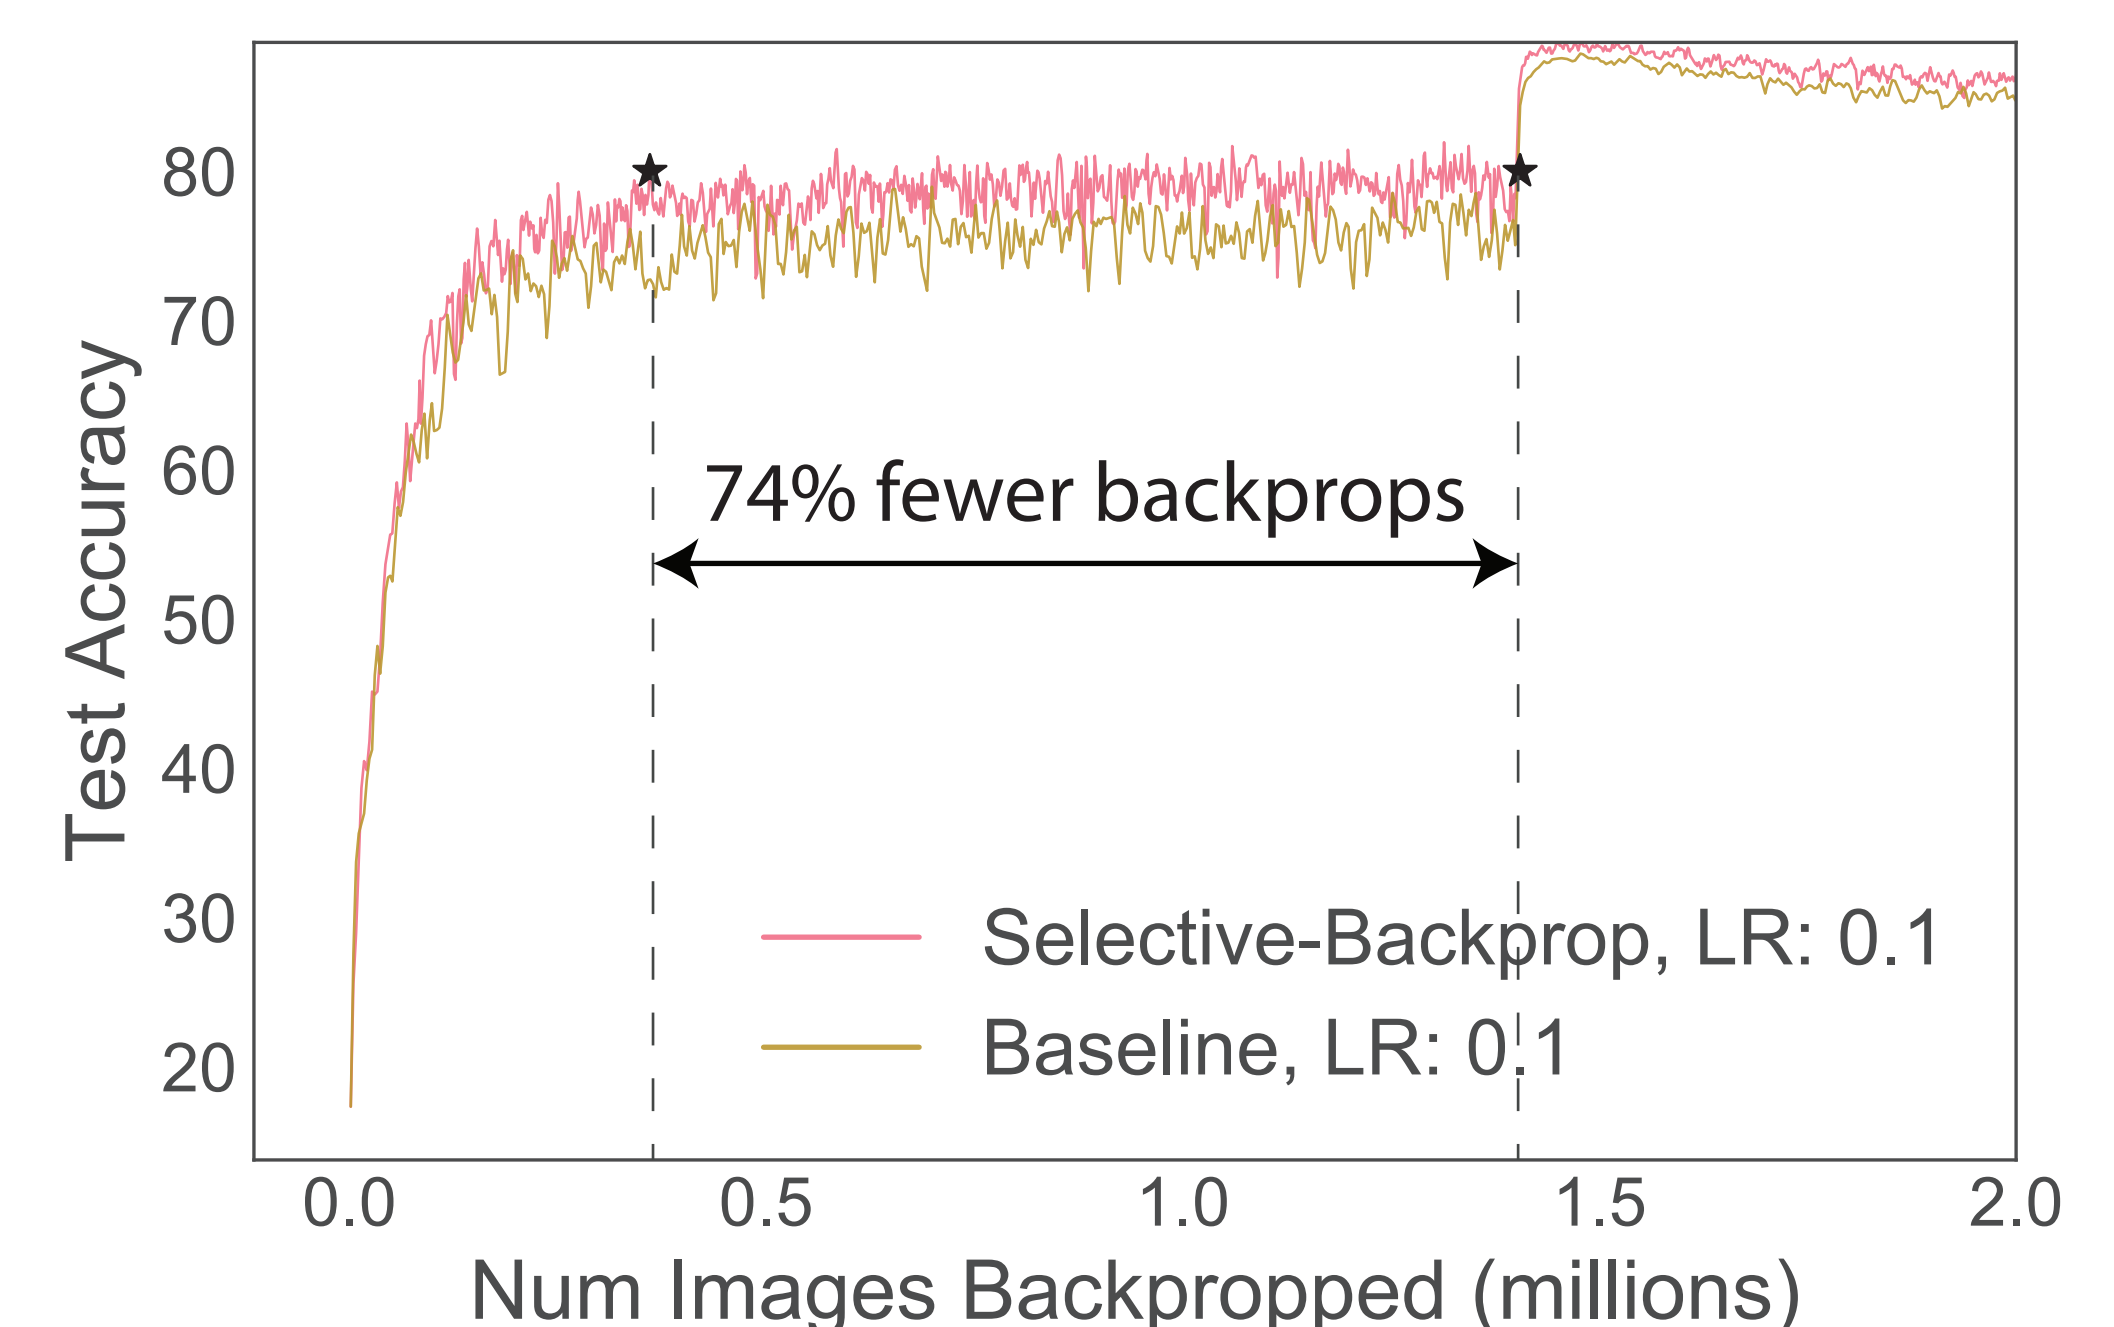 80
70
60
50
40
30
20
Test Accuracy
74% fewer backprops
Selective-Backprop, LR: 0.1
Baseline, LR: 0.1
0.0 0.5 1.0 1.5 2.0
Num Images Backpropped (millions)